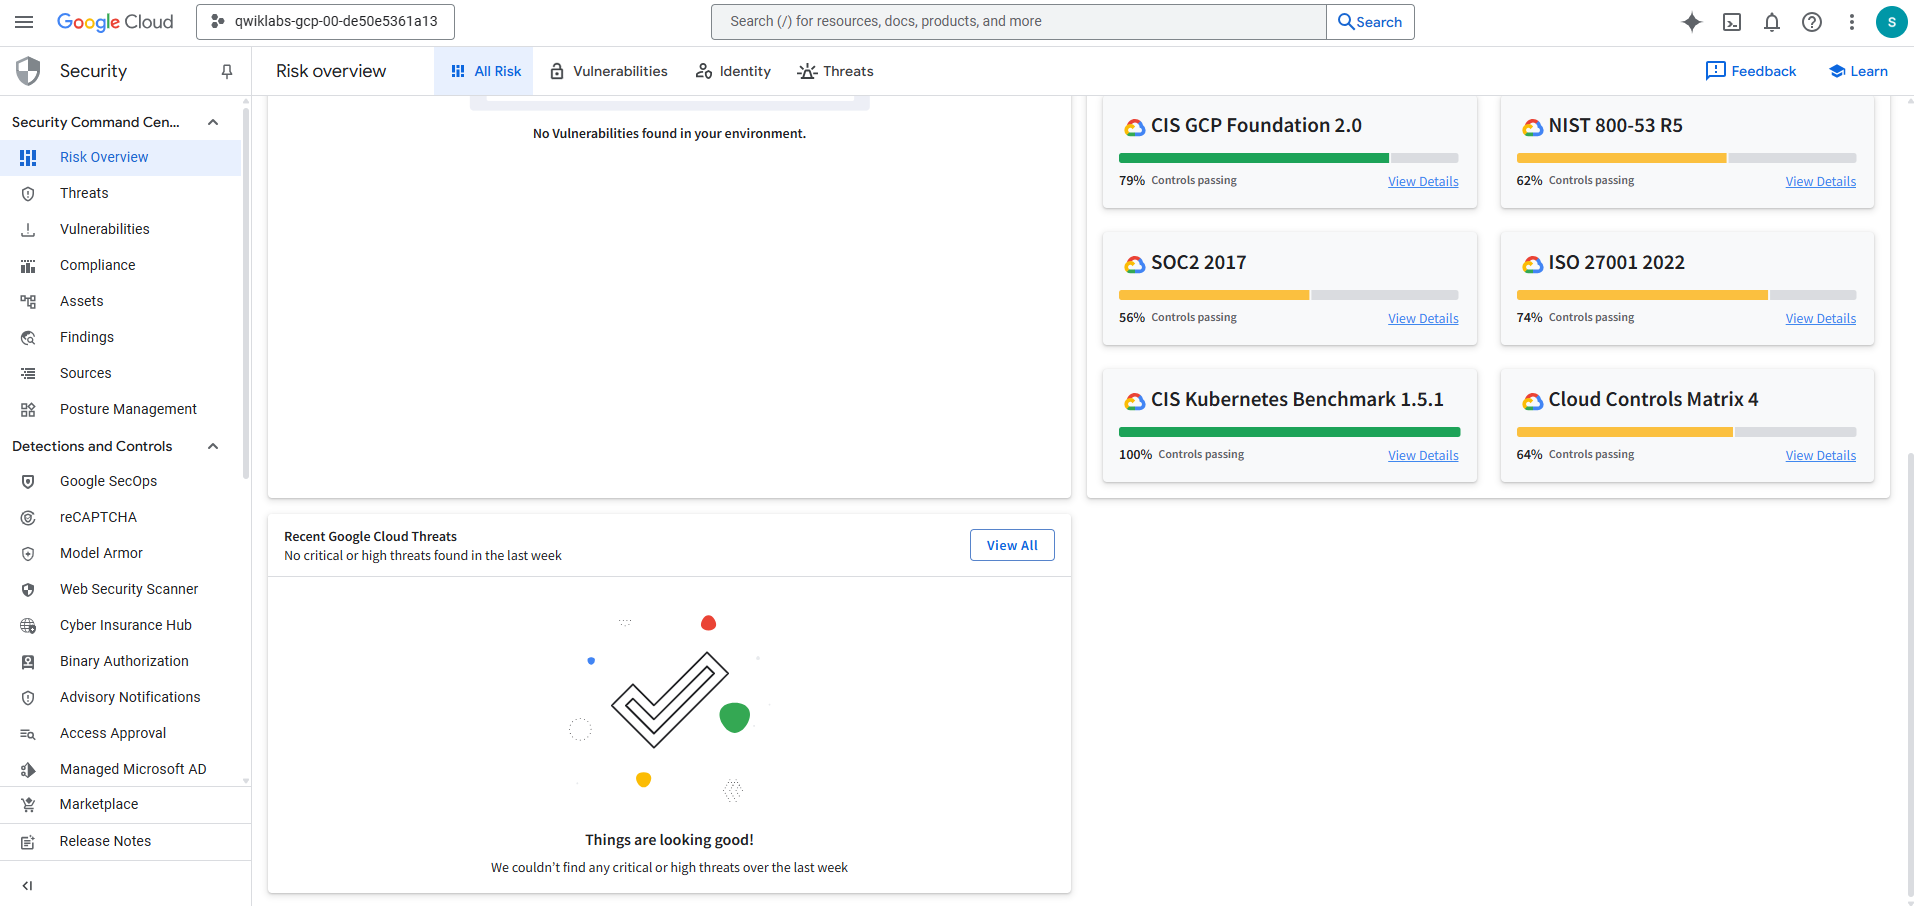 Google Cloud
qwiklabs-gcp-00-de50e5361a13
Search (/) for resources, docs, products, and more
Search
S
Security
Risk overview
All Risk
Vulnerabilities
Identity
Threats
Feedback
Learn
Security Command Cen...
Risk Overview
Threats
Vulnerabilities
Compliance
Assets
Findings
Sources
Posture Management
Detections and Controls
Google SecOps
reCAPTCHA
Model Armor
Web Security Scanner
Cyber Insurance Hub
Binary Authorization
Advisory Notifications
Access Approval
Managed Microsoft AD
Marketplace
Release Notes
No Vulnerabilities found in your environment.
CIS GCP Foundation 2.0
79% Controls passing
View Details
NIST 800-53 R5
62% Controls passing
View Details
SOC2 2017
56% Controls passing
View Details
ISO 27001 2022
74% Controls passing
View Details
CIS Kubernetes Benchmark 1.5.1
100% Controls passing
View Details
Cloud Controls Matrix 4
64% Controls passing
View Details
Recent Google Cloud Threats
No critical or high threats found in the last week
View All
Things are looking good!
We couldn't find any critical or high threats over the last week